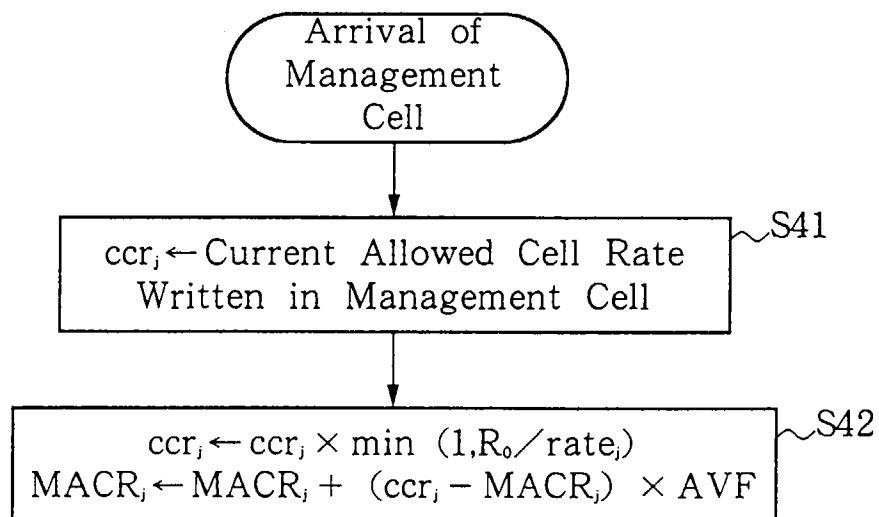 Arrival of
Management
Cell
S41
ccrⱼ←Current Allowed Cell Rate
Written in Management Cell
S42
ccrⱼ←ccrⱼ × min (1,R₀/rateⱼ)
MACRⱼ←MACRⱼ + (ccrⱼ − MACRⱼ) × AVF